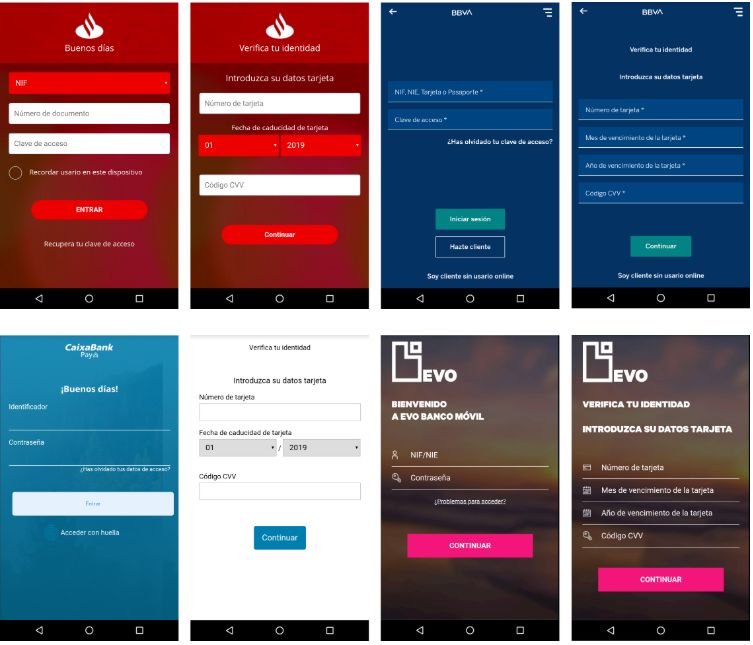 Buenos días
NIF
Número de documento
Clave de acceso
Recordar usario en este dispositivo
ENTRAR
Recupera tu clave de acceso
Verifica tu identidad
Introduzca su datos tarjeta
Número de tarjeta
Fecha de caducidad de tarjeta
01 2019
Código CVV
Continuar
BBVA
NIF, NIE, Tarjeta o Pasaporte *
Clave de acceso *
¿Has olvidado tu clave de acceso?
Iniciar sesión
Hazte cliente
Soy cliente sin usario online
BBVA
Verifica tu identidad
Introduzca su datos tarjeta
Número de tarjeta *
Mes de vencimiento de la tarjeta *
Año de vencimiento de la tarjeta *
Código CVV *
Continuar
Soy cliente sin usario online
CaixaBank
Pay
¡Buenos días!
Identificador
Contraseña
¿Has olvidado tus datos de acceso?
Entrar
Acceder con huella
Verifica tu identidad
Introduzca su datos tarjeta
Número de tarjeta
Fecha de caducidad de tarjeta
01 / 2019
Código CVV
Continuar
EVO
BIENVENIDO
A EVO BANCO MÓVIL
NIF/NIE
Contraseña
¿Problemas para acceder?
CONTINUAR
EVO
VERIFICA TU IDENTIDAD
INTRODUZCA SU DATOS TARJETA
Número de tarjeta
Mes de vencimiento de la tarjeta
Año de vencimiento de la tarjeta
Código CVV
CONTINUAR